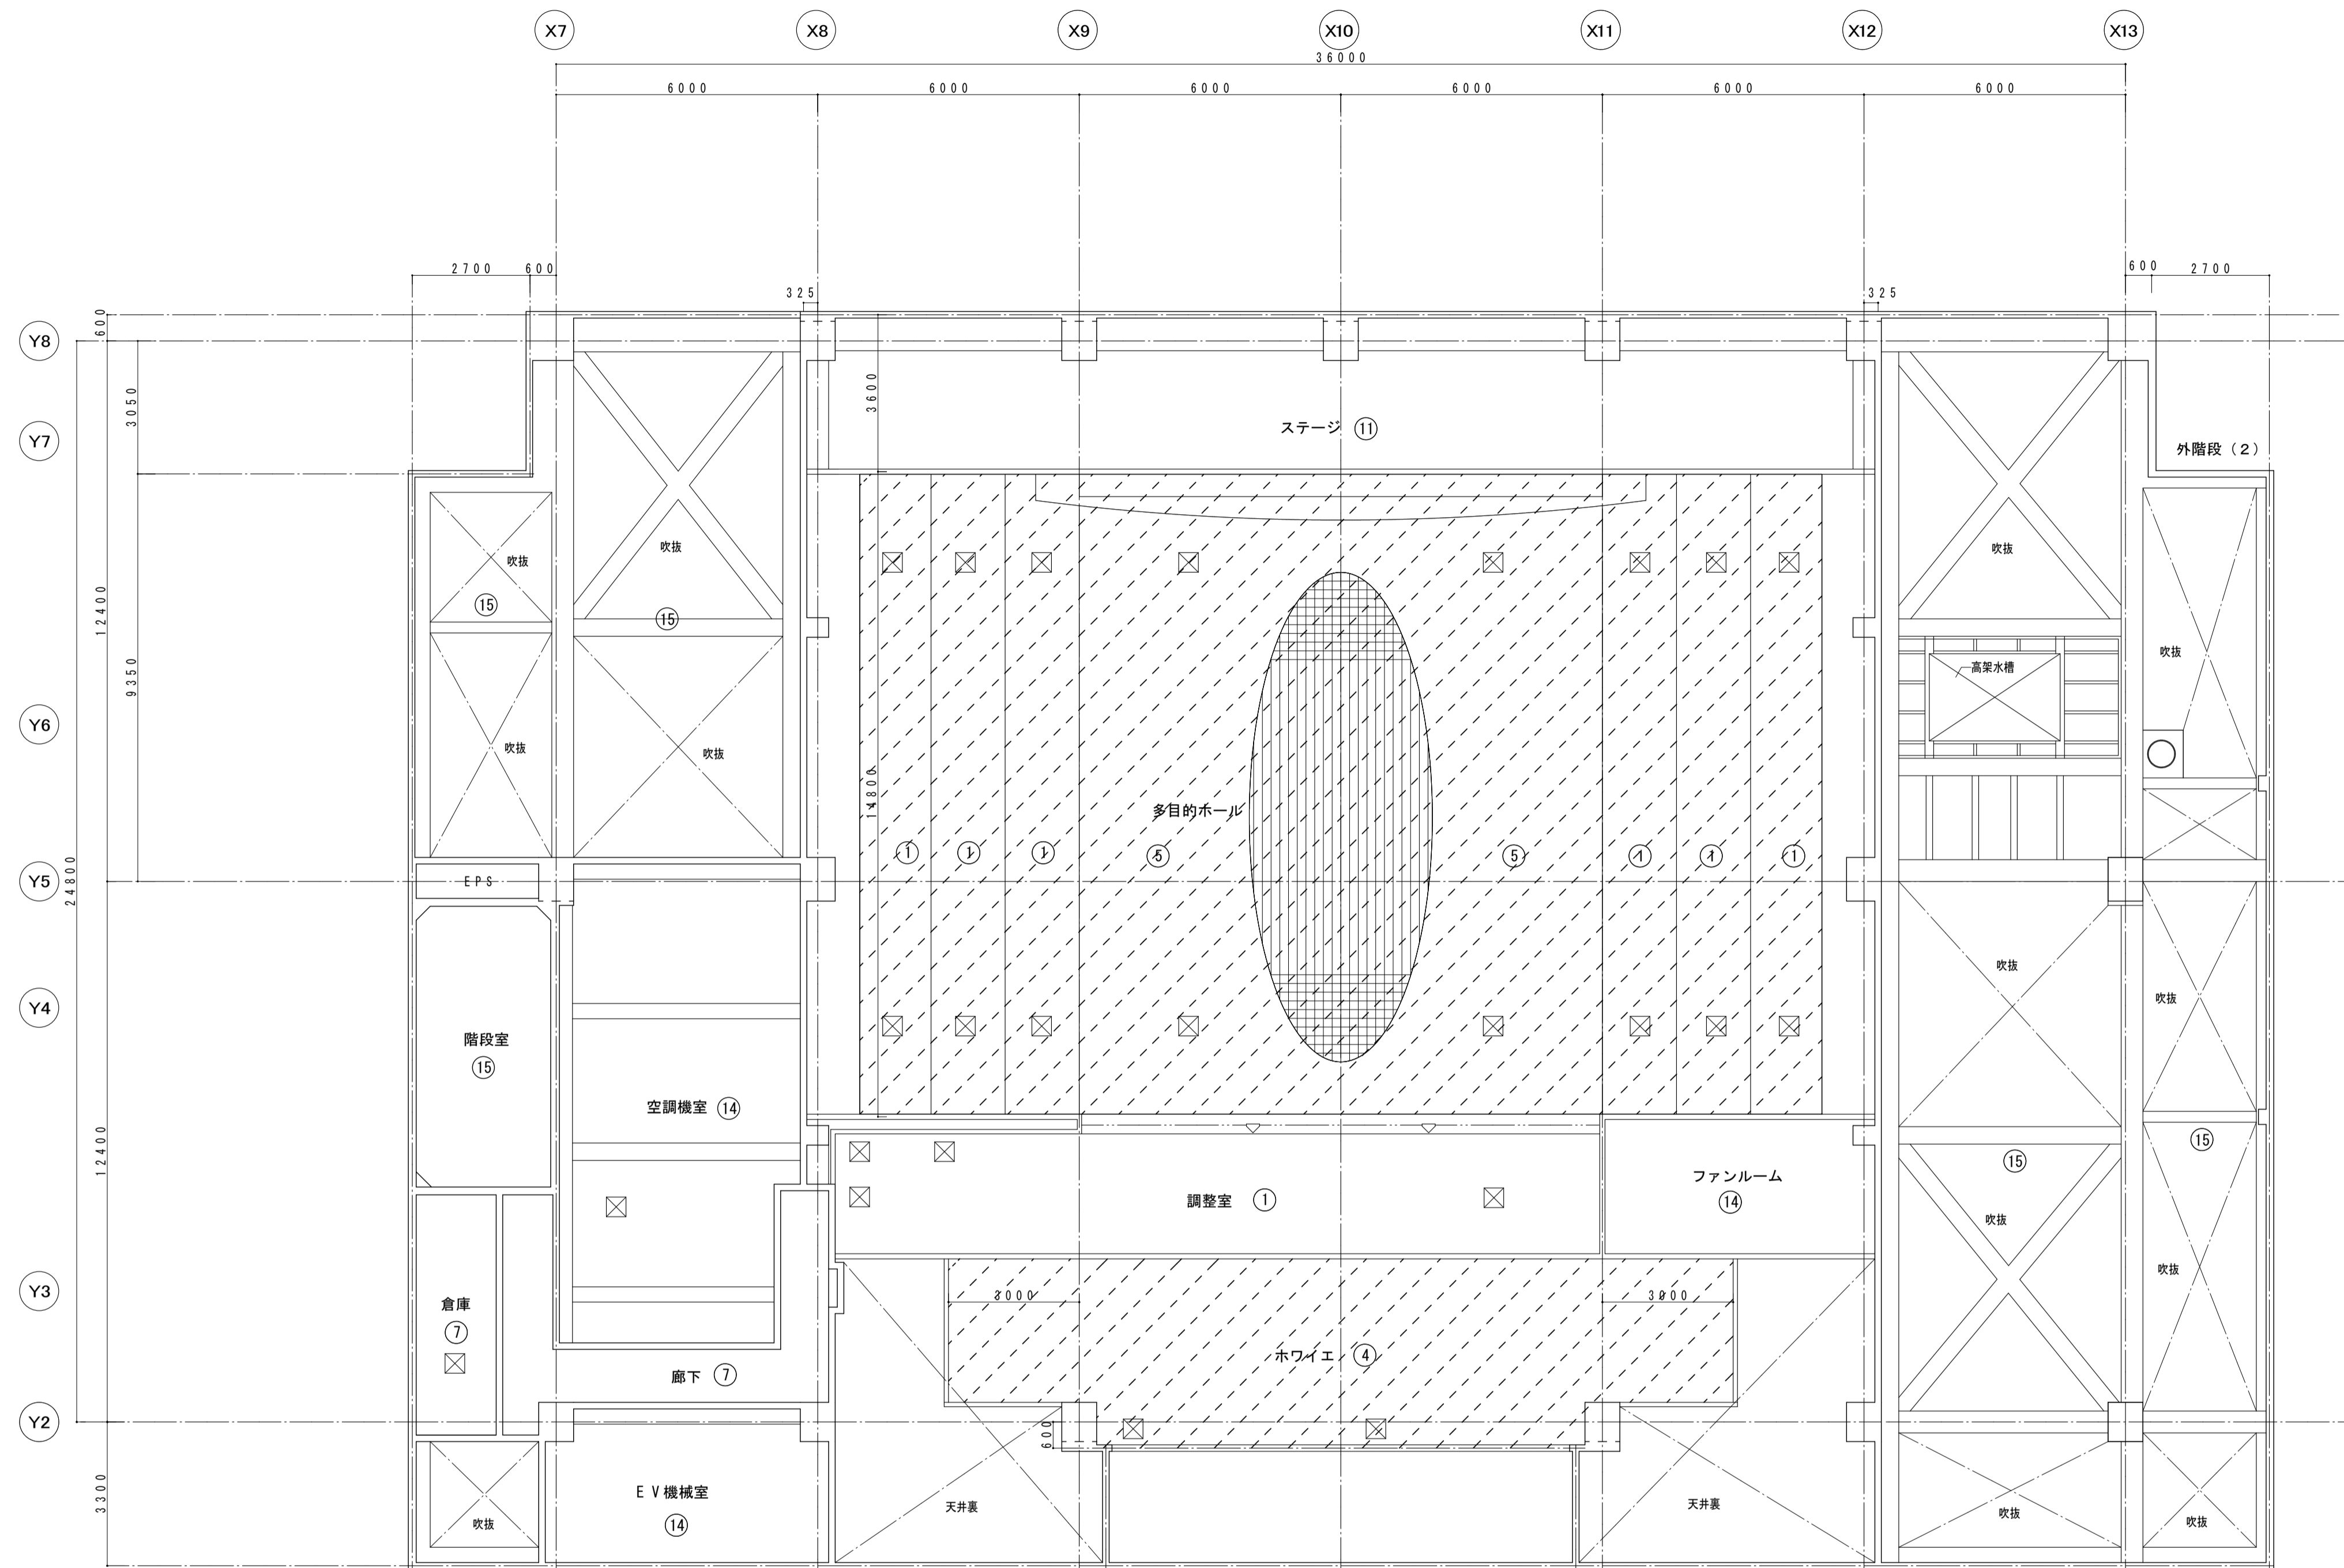 X7 X8 X9 X10 X11 X12 X13
36000
6000 6000 6000 6000 6000 6000
2700 600 600 2700
325 325
600
Y8
3050
3600
Y7
ステージ ⑪
外階段（２）
吹抜 吹抜 吹抜
⑮ ⑮
12400
9350
吹抜
高架水槽
Y6
吹抜 吹抜
14800
多目的ホール
① ① ① ⑤ ⑤ ① ① ①
24800
Y5
EPS
吹抜
吹抜
Y4
階段室
⑮
空調機室 ⑭
12400
⑮
⑮
ファンルーム
⑭
調整室 ①
吹抜
吹抜
Y3
3000 3000
倉庫
⑦
ホワイエ ④
廊下 ⑦
Y2
600
3300
ＥＶ機械室
⑭
吹抜
天井裏 天井裏
吹抜
吹抜